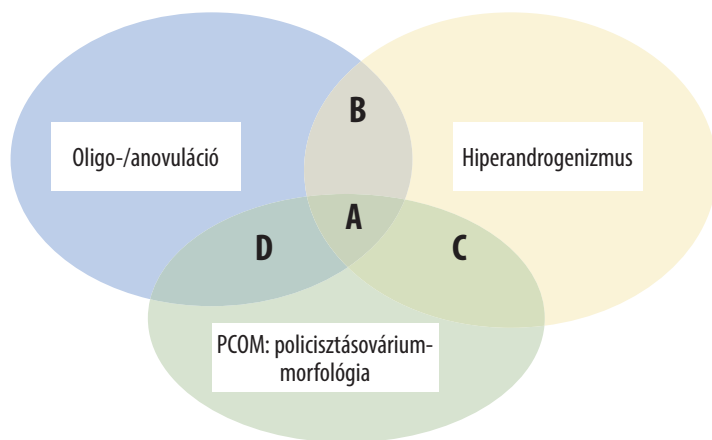 B
Oligo-/anovuláció
Hiperandrogenizmus
A
D
C
PCOM: policisztásovárium-
morfológia